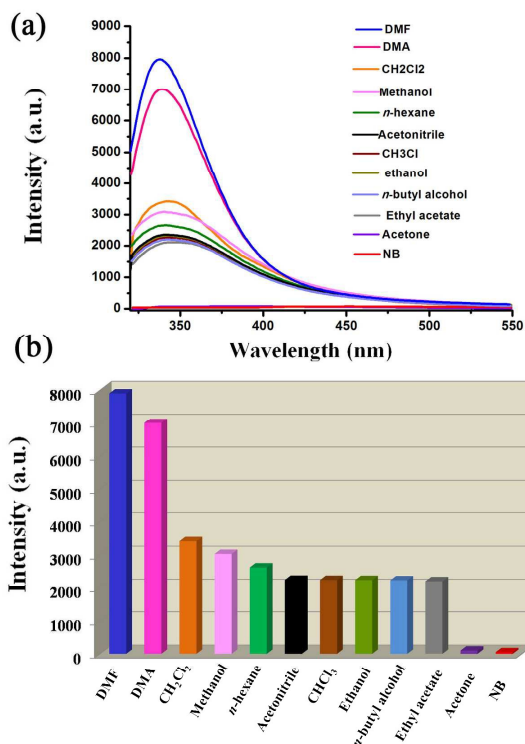 (a)
9000
8000
7000
6000
5000
4000
3000
2000
1000
0
Intensity (a.u.)
350
400
450
500
550
Wavelength (nm)
DMF
DMA
CH2Cl2
Methanol
n-hexane
Acetonitrile
CH3Cl
ethanol
n-butyl alcohol
Ethyl acetate
Acetone
NB
(b)
8000
7000
6000
5000
4000
3000
2000
1000
0
Intensity (a.u.)
DMF
DMA
CH₂Cl₂
Methanol
n-hexane
Acetonitrile
CHCl₃
Ethanol
n-butyl alcohol
Ethyl acetate
Acetone
NB